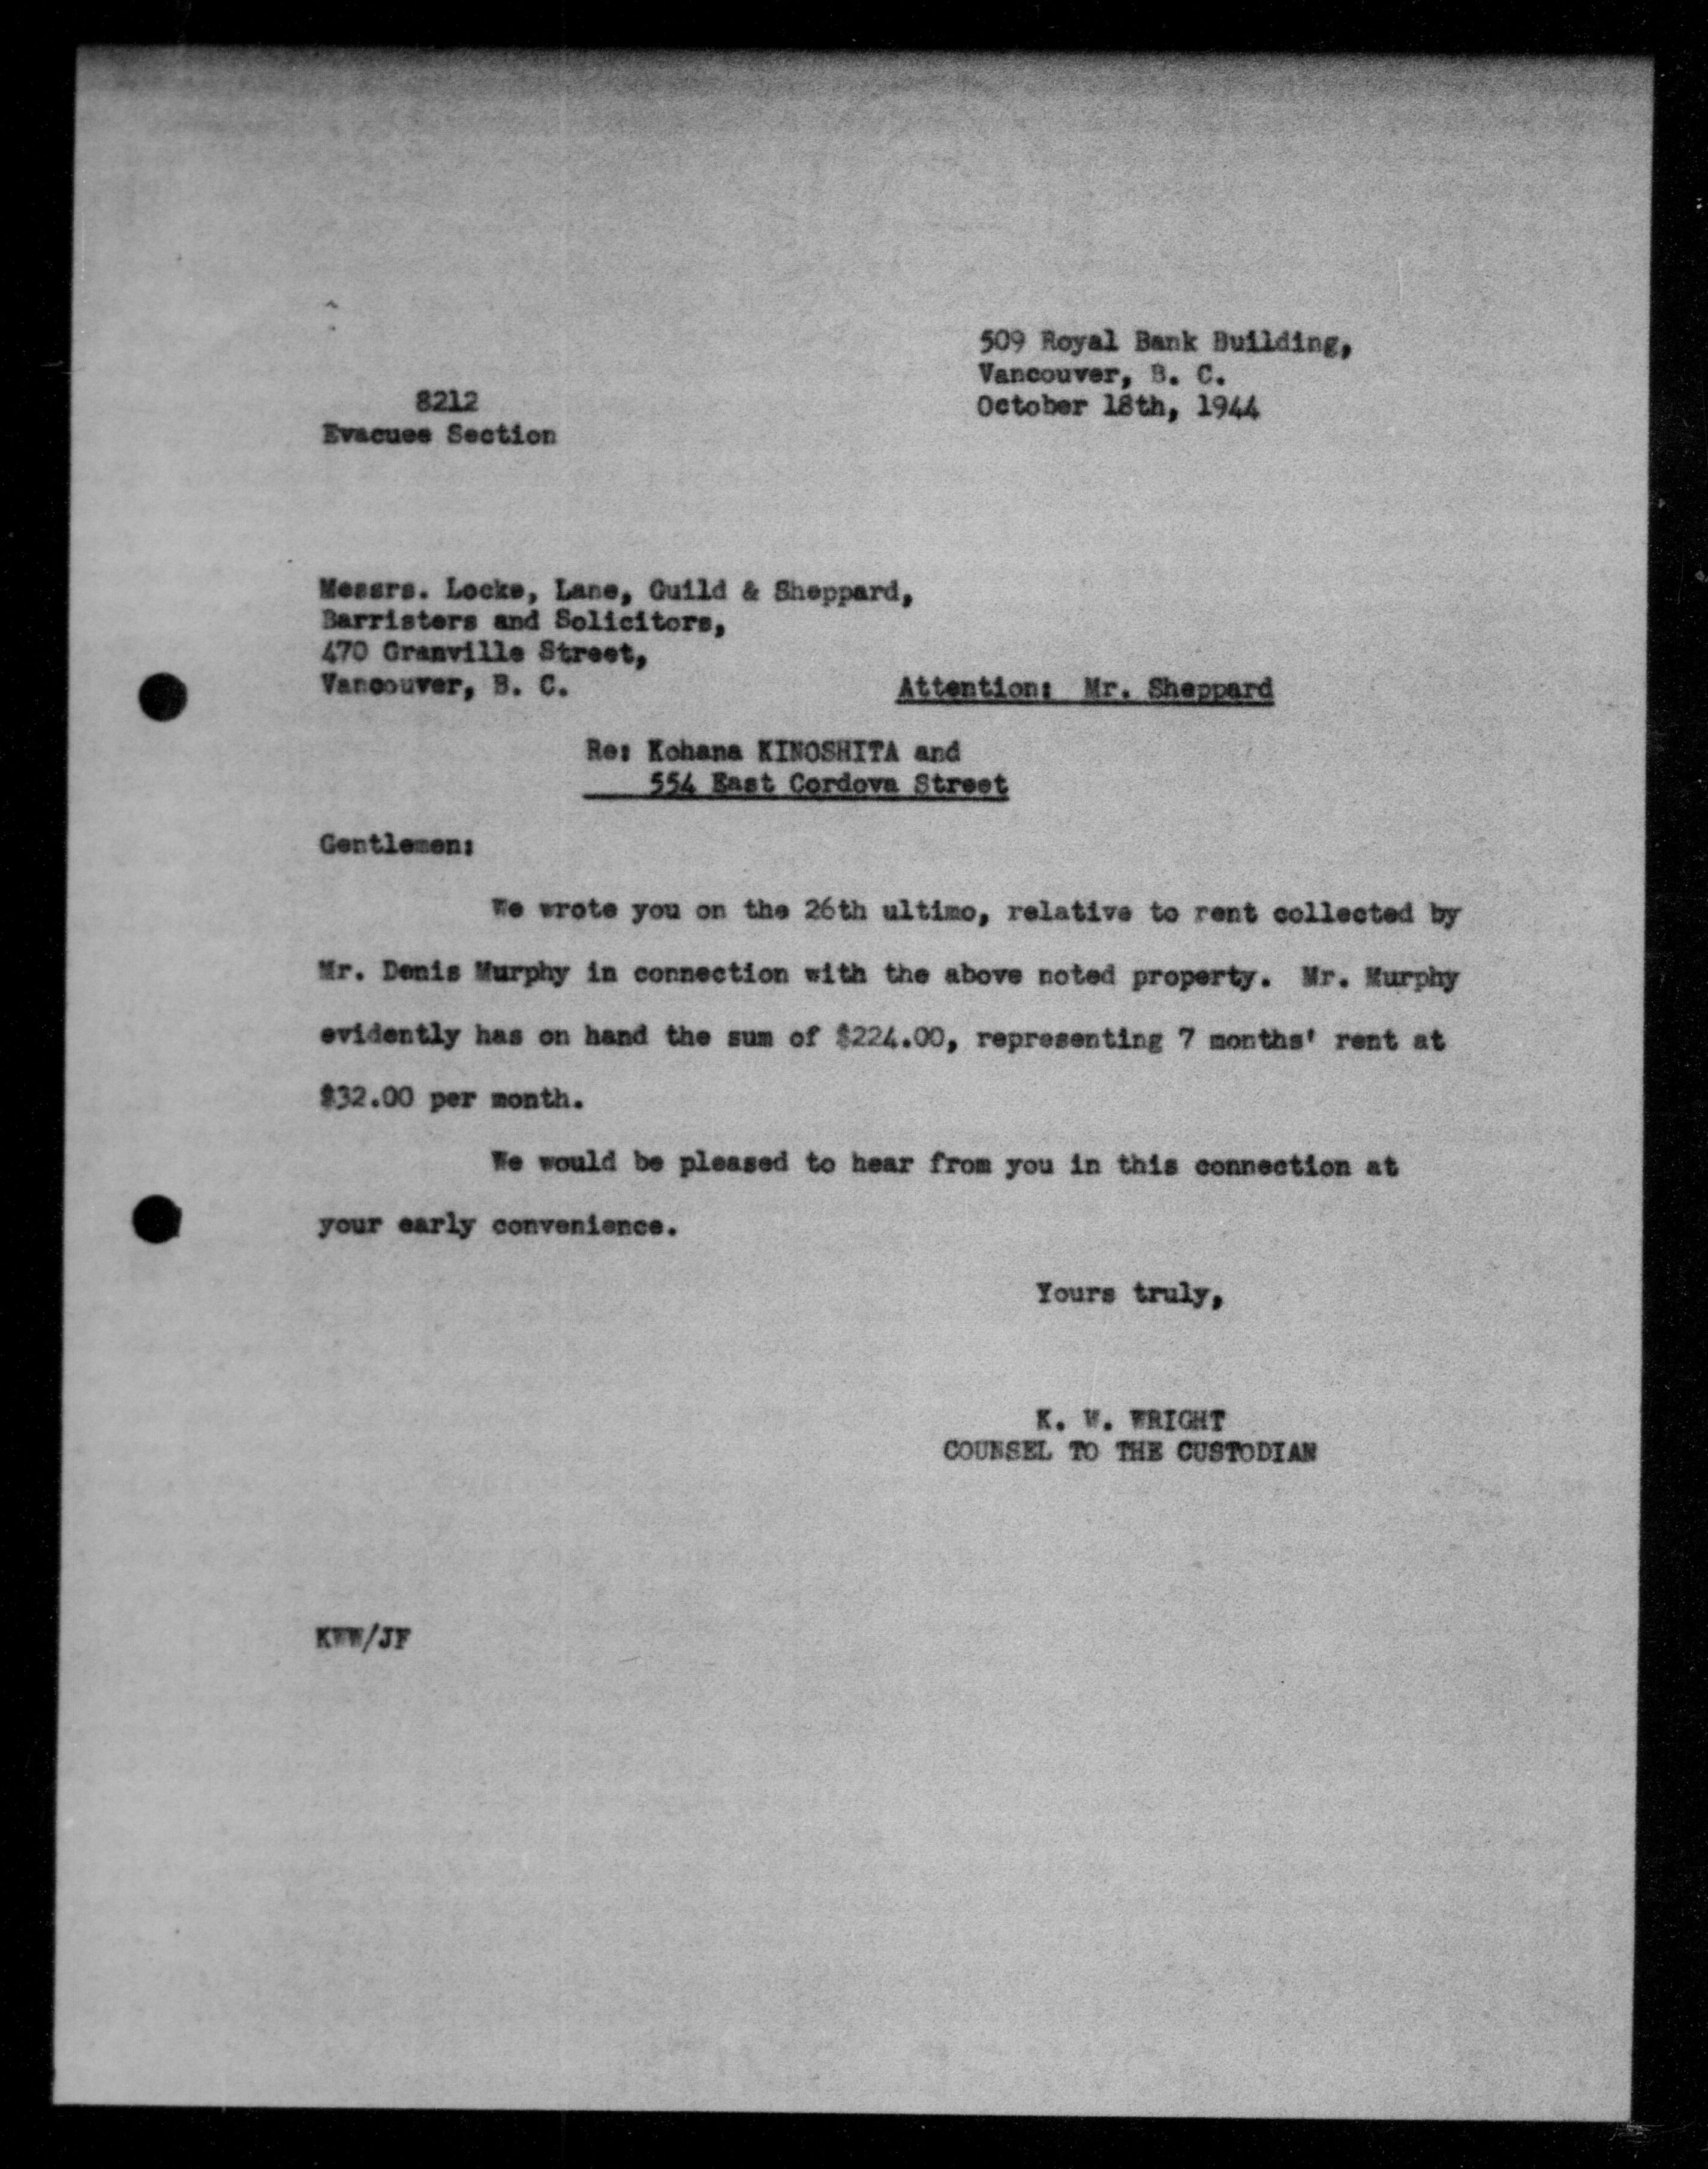 509 Royal Bank Building,
Vancouver, B. C.
October 18th, 1944
8212
Evacuee Section
Messrs. Locke, Lane, Guild & Sheppard,
Barristers and Solicitors,
470 Granville Street,
Vancouver, B. C.
Attention: Mr. Sheppard
Re: Kohana KINOSHITA and
554 East Cordova Street
Gentlemen:
We wrote you on the 26th ultimo, relative to rent collected by
Mr. Denis Murphy in connection with the above noted property. Mr. Murphy
evidently has on hand the sum of $224.00, representing 7 months' rent at
$32.00 per month.
We would be pleased to hear from you in this connection at
your early convenience.
Yours truly,
K. W. WRIGHT
COUNSEL TO THE CUSTODIAN
KWW/JF